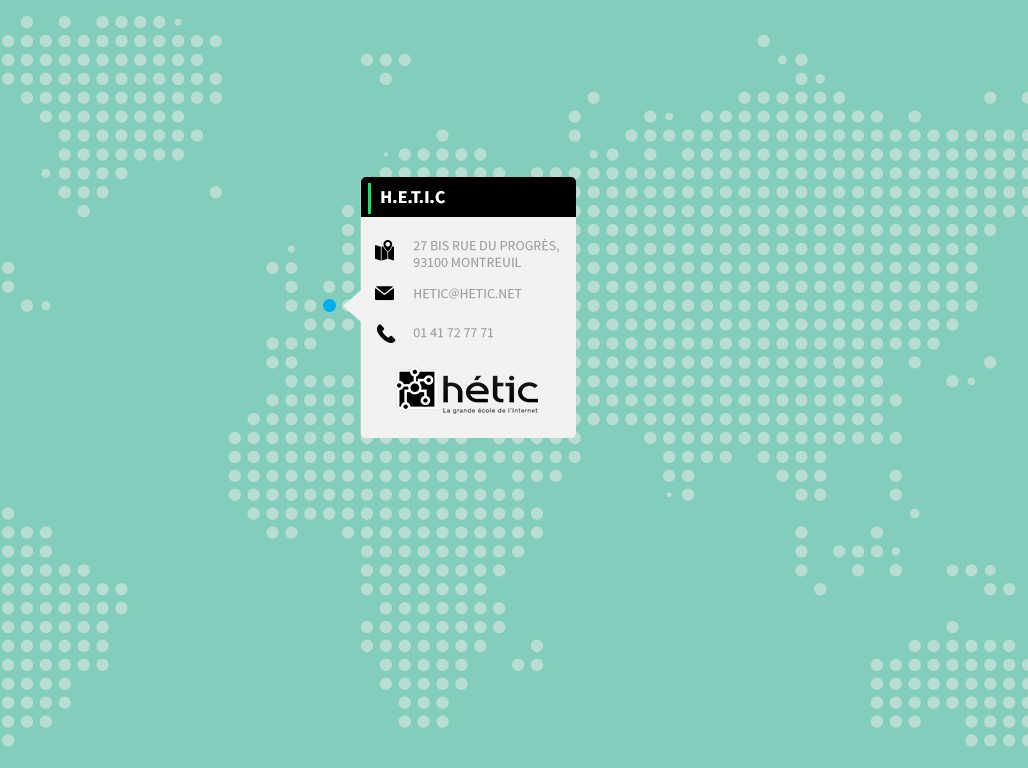 H.E.T.I.C
27 BIS RUE DU PROGRÈS,
93100 MONTREUIL
HETIC@HETIC.NET
01 41 72 77 71
hétic
La grande école de l'Internet